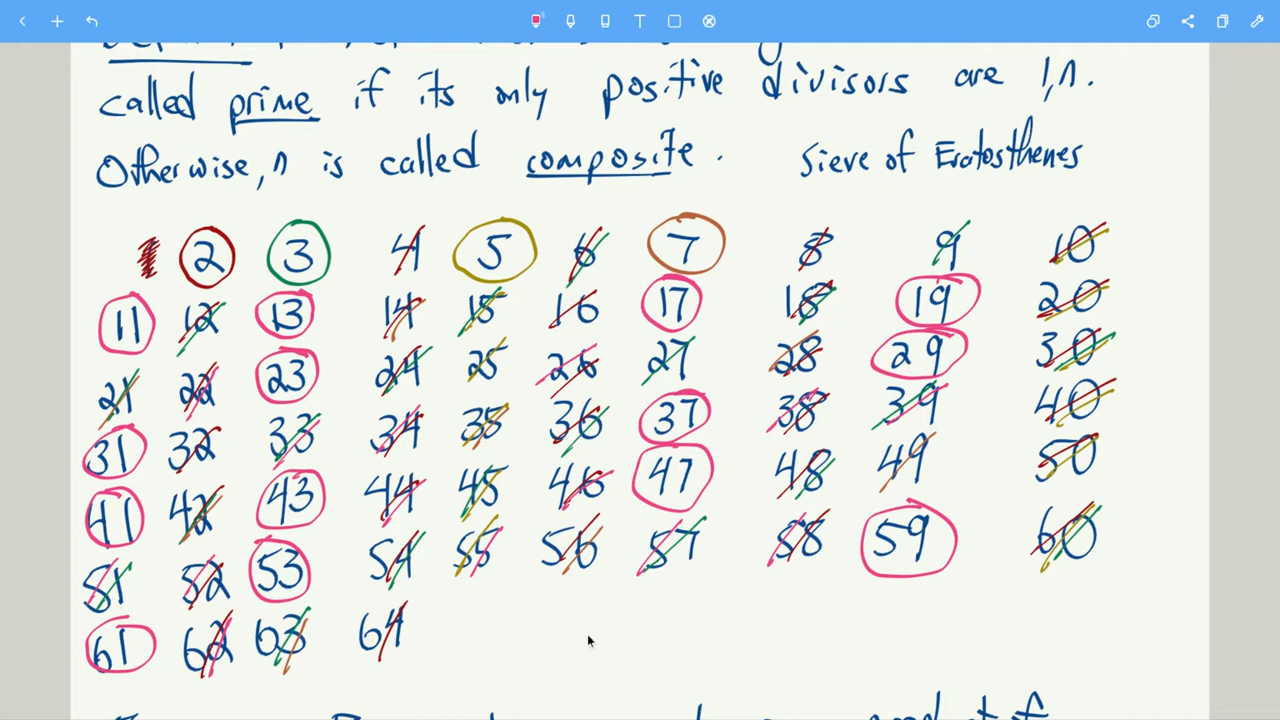 called prime if its only positive divisors are 1,n.
Otherwise, n is called composite. Sieve of Eratosthenes
1 2 3 4 5 6 7 8 9 10
11 12 13 14 15 16 17 18 19 20
21 22 23 24 25 26 27 28 29 30
31 32 33 34 35 36 37 38 39 40
41 42 43 44 45 46 47 48 49 50
51 52 53 54 55 56 57 58 59 60
61 62 63 64
product of